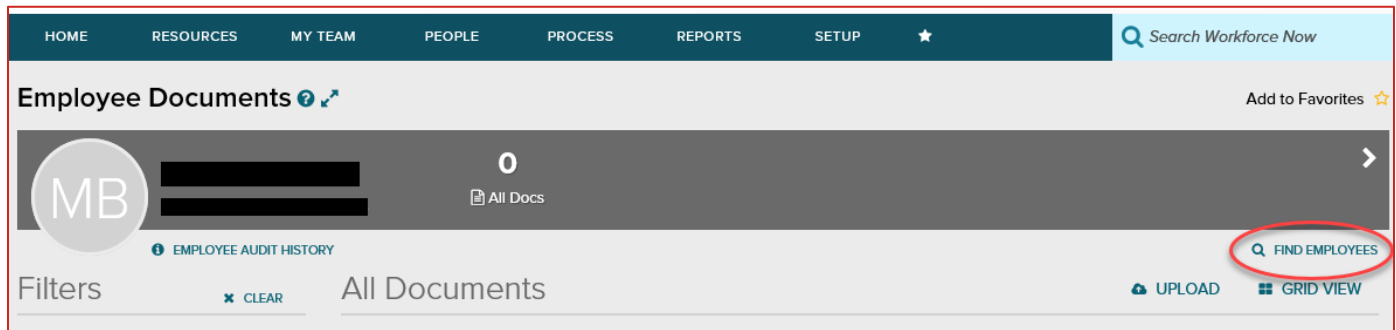 HOME RESOURCES MY TEAM PEOPLE PROCESS REPORTS SETUP Search Workforce Now
Employee Documents
Add to Favorites
MB
0
All Docs
EMPLOYEE AUDIT HISTORY
FIND EMPLOYEES
Filters
CLEAR
All Documents
UPLOAD
GRID VIEW